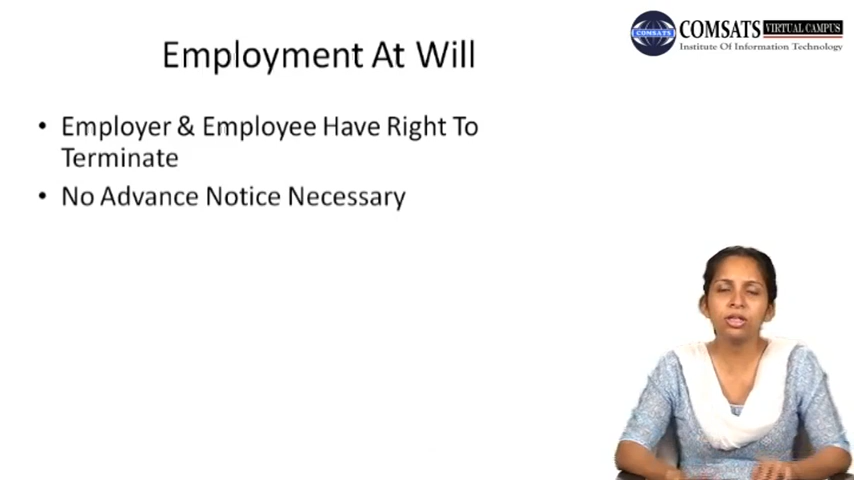 Employment At Will
COMSATS
COMSATS VIRTUAL CAMPUS
Institute Of Information Technology
• Employer & Employee Have Right To
Terminate
• No Advance Notice Necessary